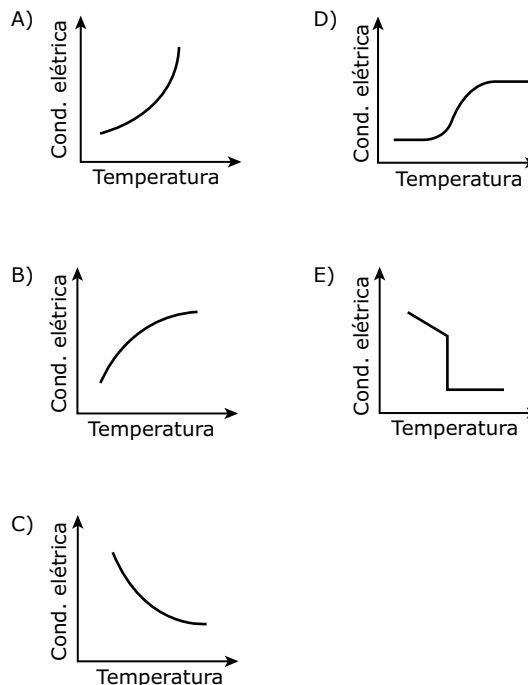 A)
Cond. elétrica
Temperatura
B)
Cond. elétrica
Temperatura
C)
Cond. elétrica
Temperatura
D)
Cond. elétrica
Temperatura
E)
Cond. elétrica
Temperatura